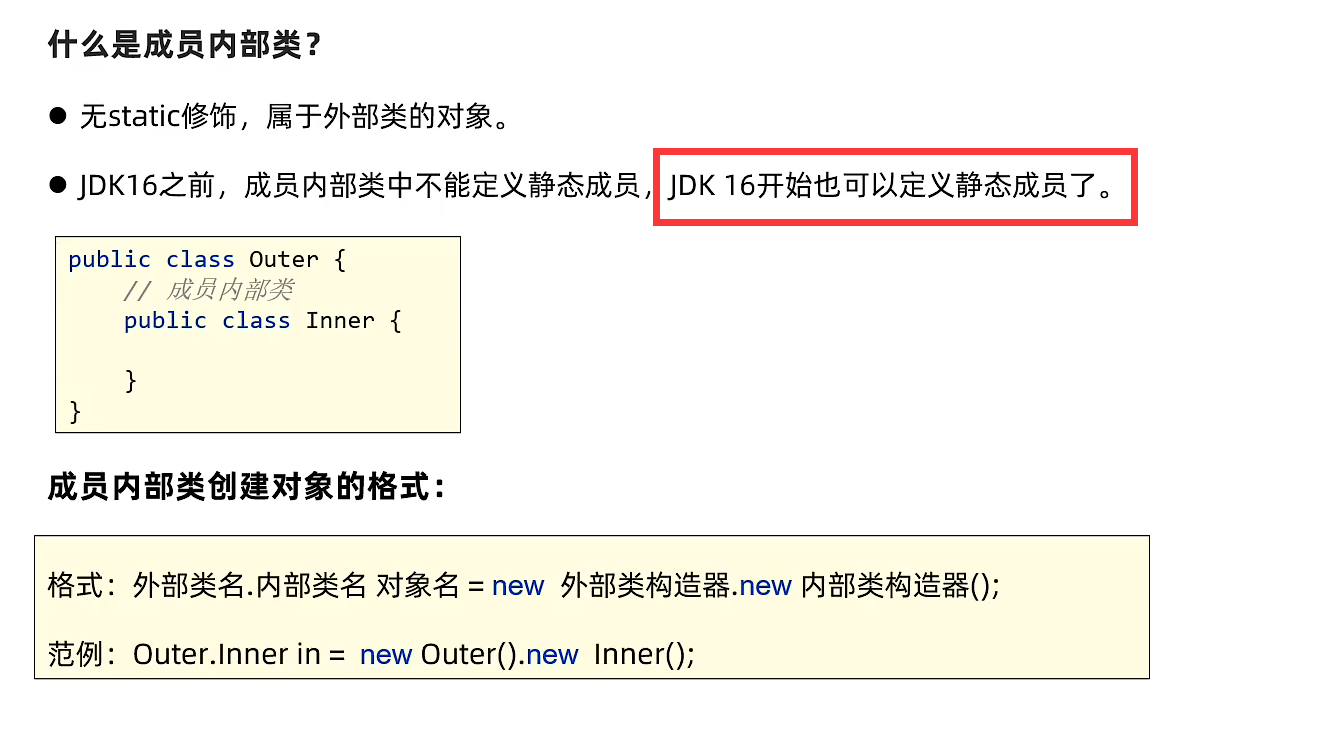 什么是成员内部类？
● 无static修饰，属于外部类的对象。
● JDK16之前，成员内部类中不能定义静态成员，JDK 16开始也可以定义静态成员了。
public class Outer {
    // 成员内部类
    public class Inner {
    }
}
成员内部类创建对象的格式：
格式：外部类名.内部类名 对象名 = new 外部类构造器.new 内部类构造器();
范例：Outer.Inner in = new Outer().new Inner();